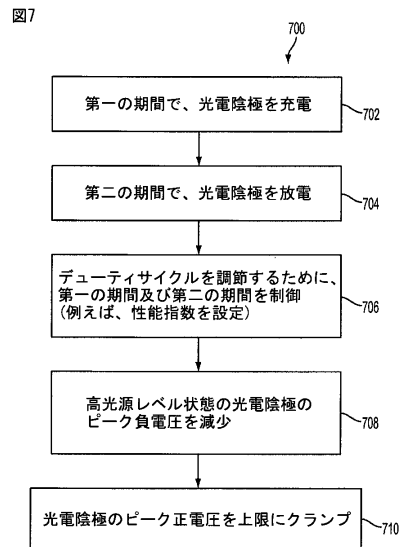 図7
700
第一の期間で、光電陰極を充電
702
第二の期間で、光電陰極を放電
704
デューティサイクルを調節するために、
第一の期間及び第二の期間を制御
(例えば、性能指数を設定)
706
高光源レベル状態の光電陰極の
ピーク負電圧を減少
708
光電陰極のピーク正電圧を上限にクランプ
710